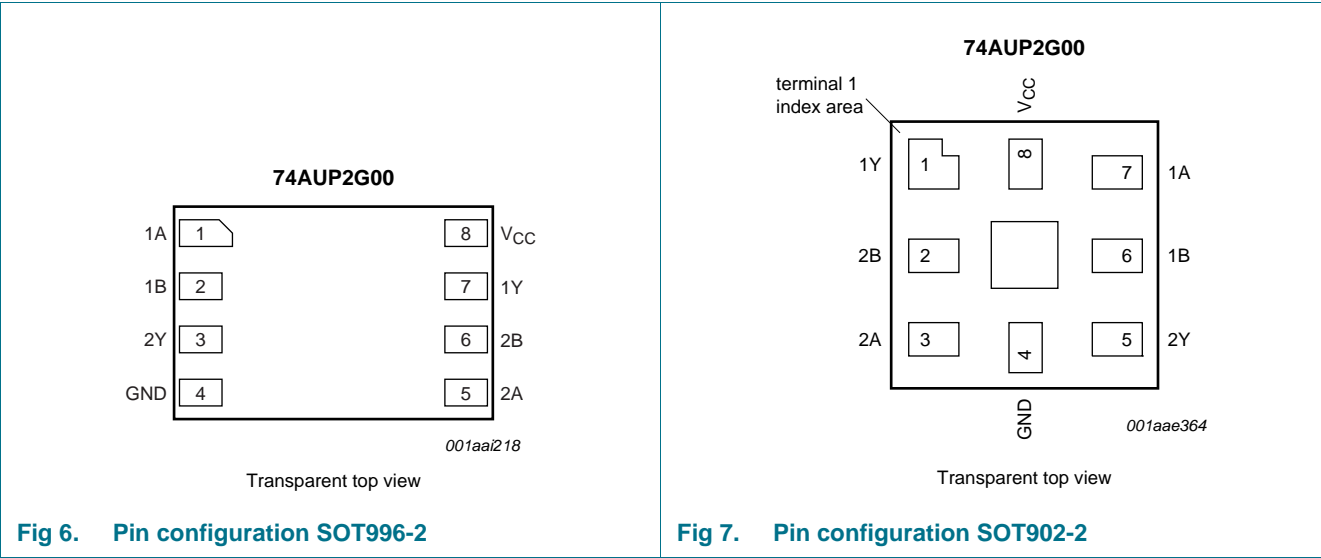 74AUP2G00
1A 1 8 VCC
1B 2 7 1Y
2Y 3 6 2B
GND 4 5 2A
001aai218
Transparent top view
Fig 6. Pin configuration SOT996-2
74AUP2G00
terminal 1
index area
VCC
1Y 1 8 7 1A
2B 2 6 1B
2A 3 4 5 2Y
GND
001aae364
Transparent top view
Fig 7. Pin configuration SOT902-2